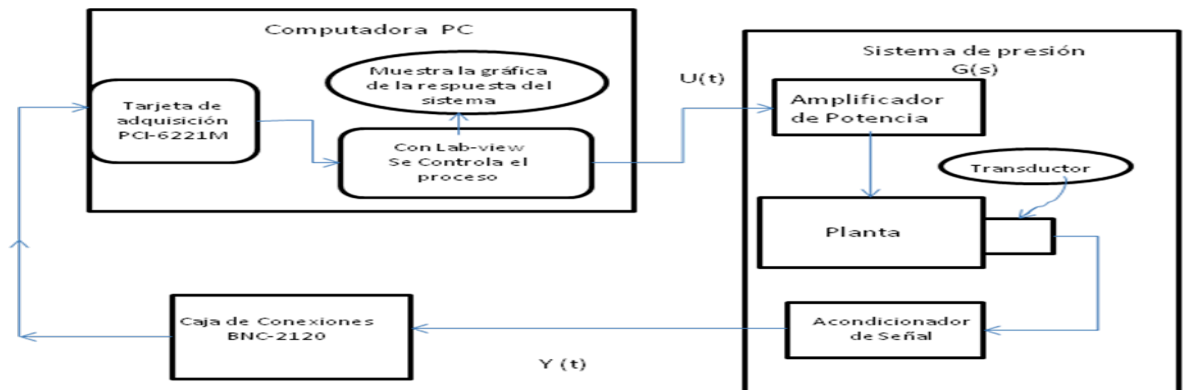 Computadora PC
Tarjeta de
adquisición
PCI-6221M
Muestra la gráfica
de la respuesta del
sistema
Con Lab-view
Se Controla el
proceso
U(t)
Sistema de presión
G(s)
Amplificador
de Potencia
Transductor
Planta
Acondicionador
de Señal
Caja de Conexiones
BNC-2120
Y (t)